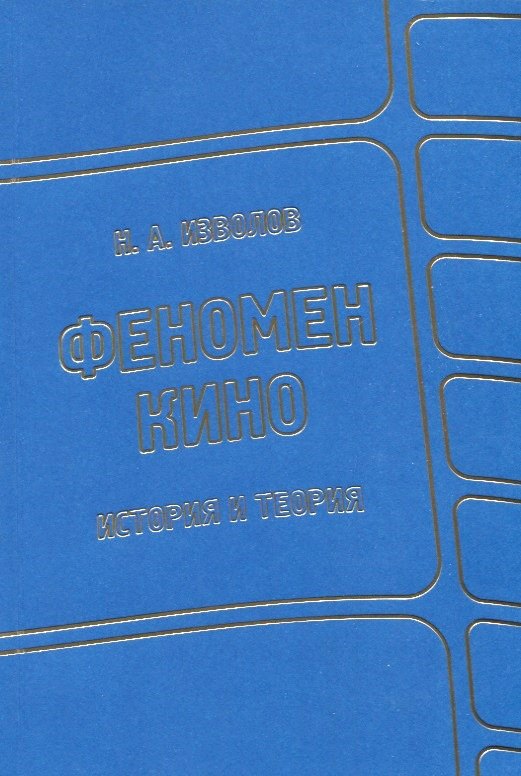 Н. А. ИЗВОЛОВ
ФЕНОМЕН
КИНО
ИСТОРИЯ И ТЕОРИЯ